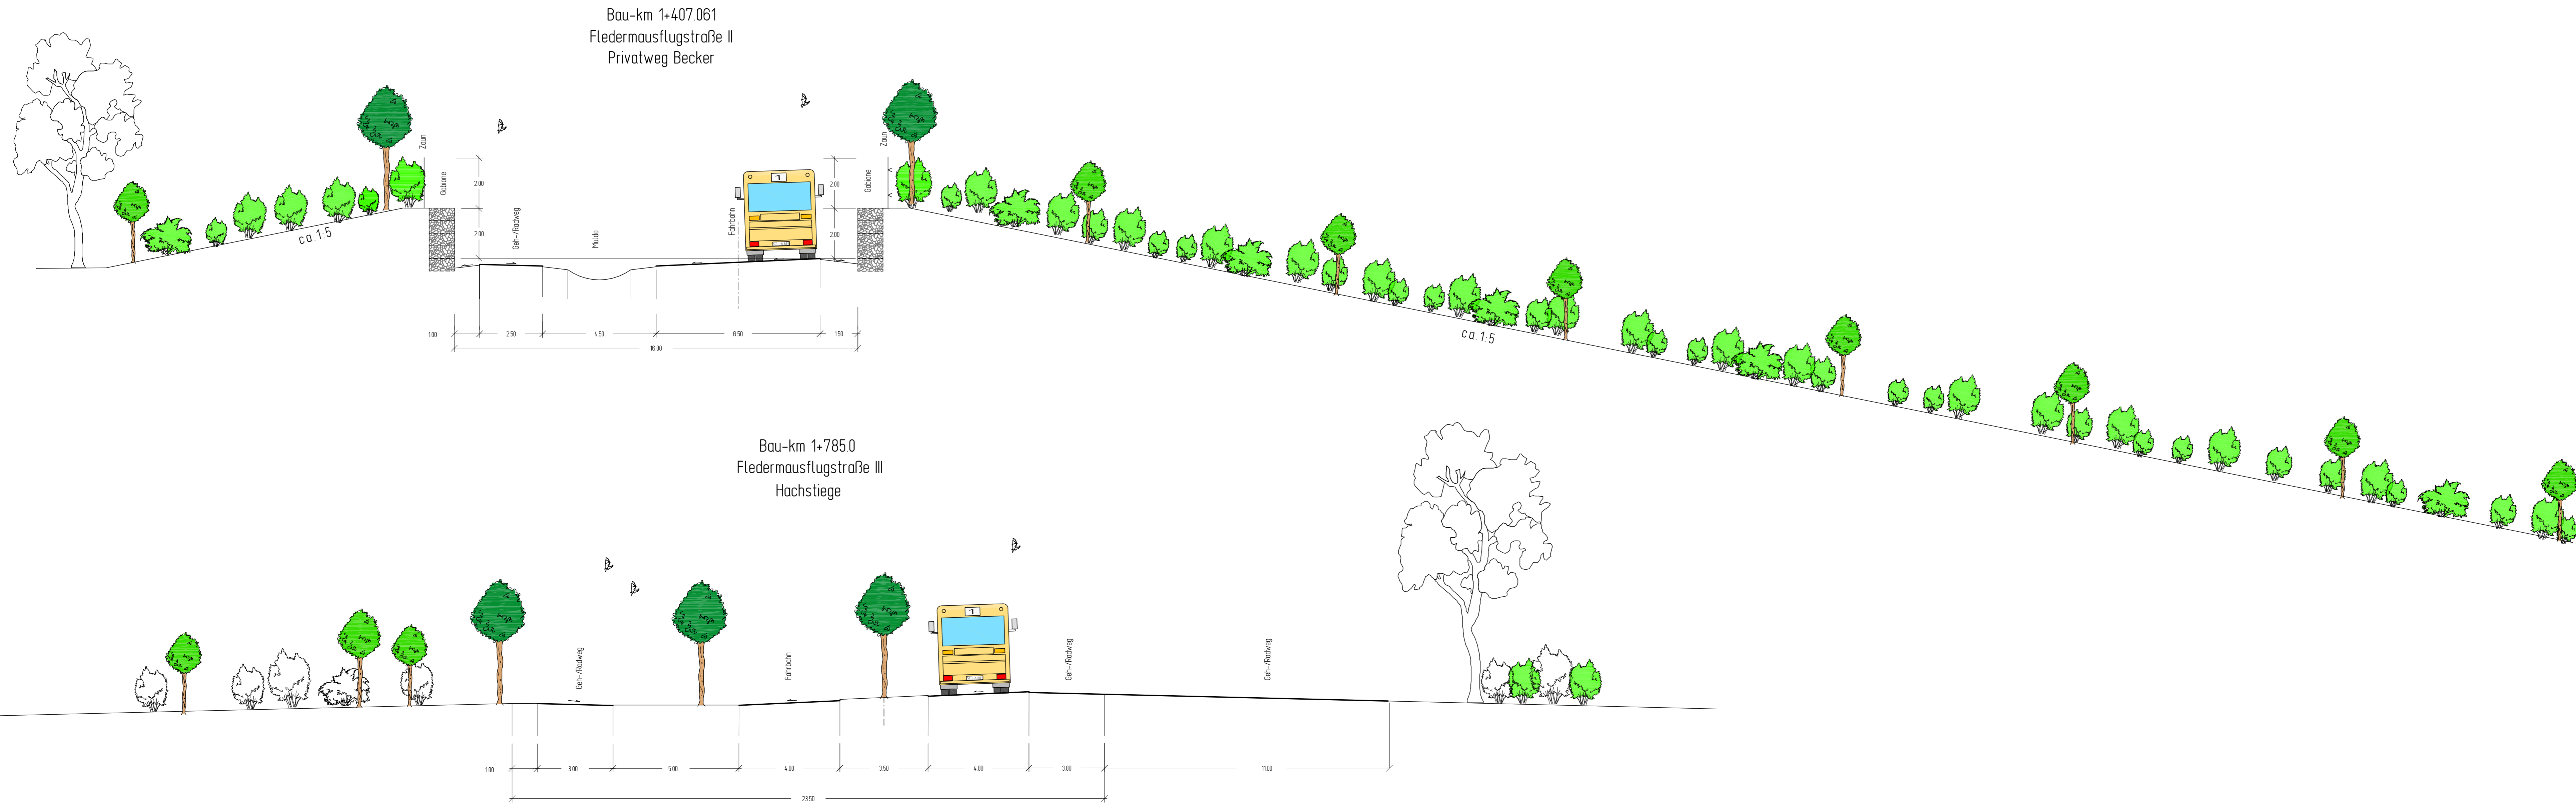 Bau-km 1+407.061
Fledermausflugstraße II
Privatweg Becker
Zaun
Gabione
2.00
2.00
Geh-/Radweg
Mulde
Fahrbahn
1
2.00
2.00
Gabione
Zaun
ca.1:5
ca.1:5
1.00
2.50
4.50
6.50
1.50
16.00
Bau-km 1+785.0
Fledermausflugstraße III
Hachstiege
Geh-/Radweg
Fahrbahn
1
Geh-/Radweg
Geh-/Radweg
1.00
3.00
5.00
4.00
3.50
4.00
3.00
11.00
23.50